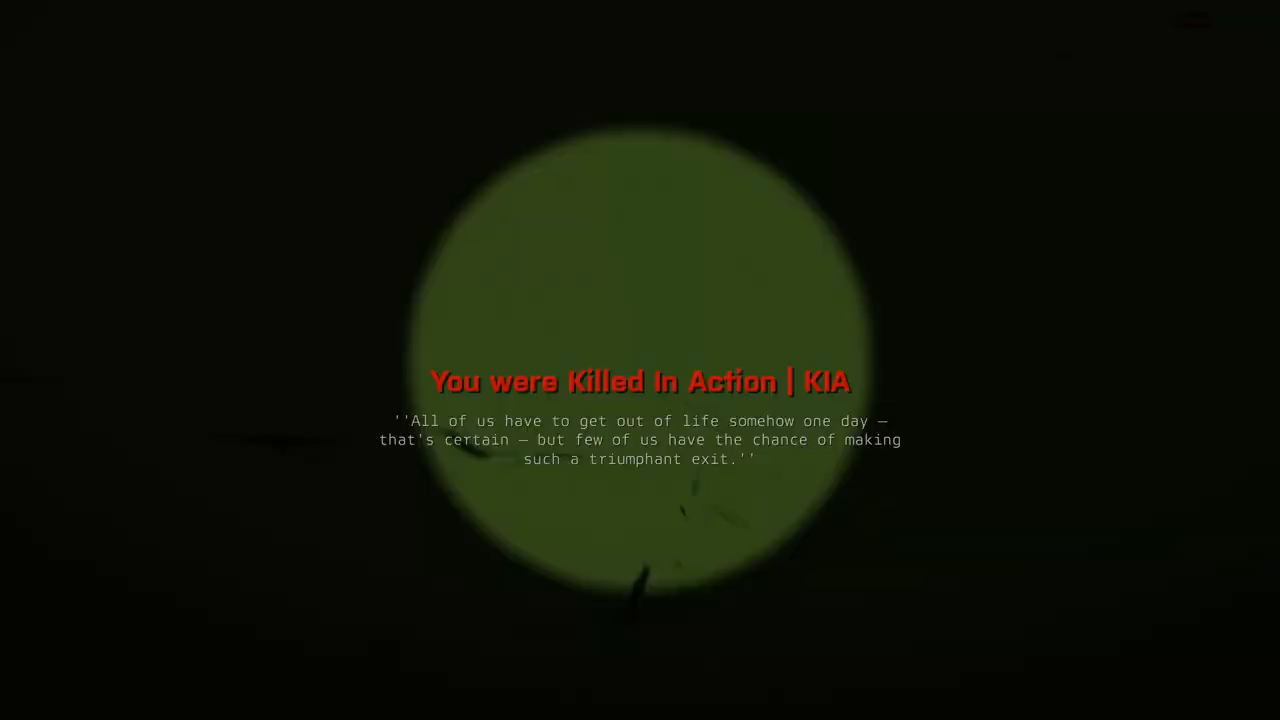 You were Killed In Action | KIA
''All of us have to get out of life somehow one day —
that's certain — but few of us have the chance of making
such a triumphant exit.''